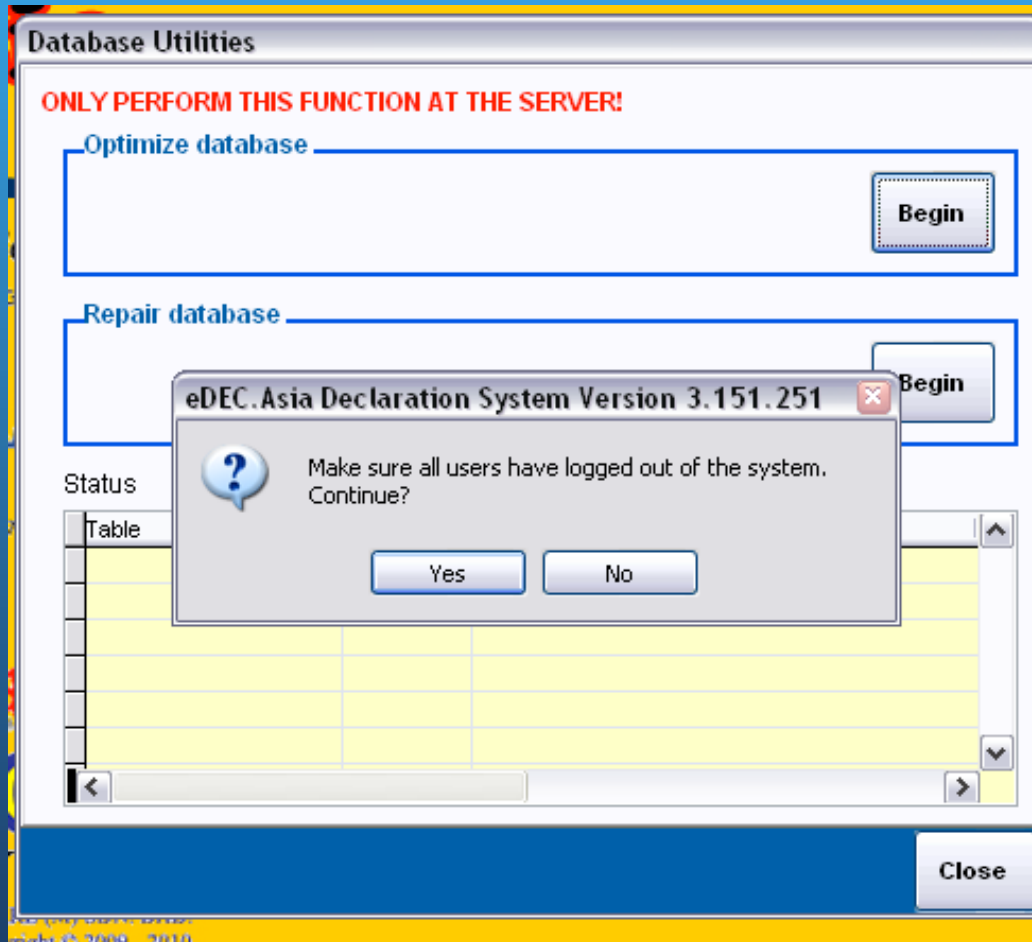 Database Utilities
ONLY PERFORM THIS FUNCTION AT THE SERVER!
Optimize database
Begin
Repair database
Begin
eDEC.Asia Declaration System Version 3.151.251
Make sure all users have logged out of the system.
Continue?
Yes
No
Status
Table
Close
2009 - 2010